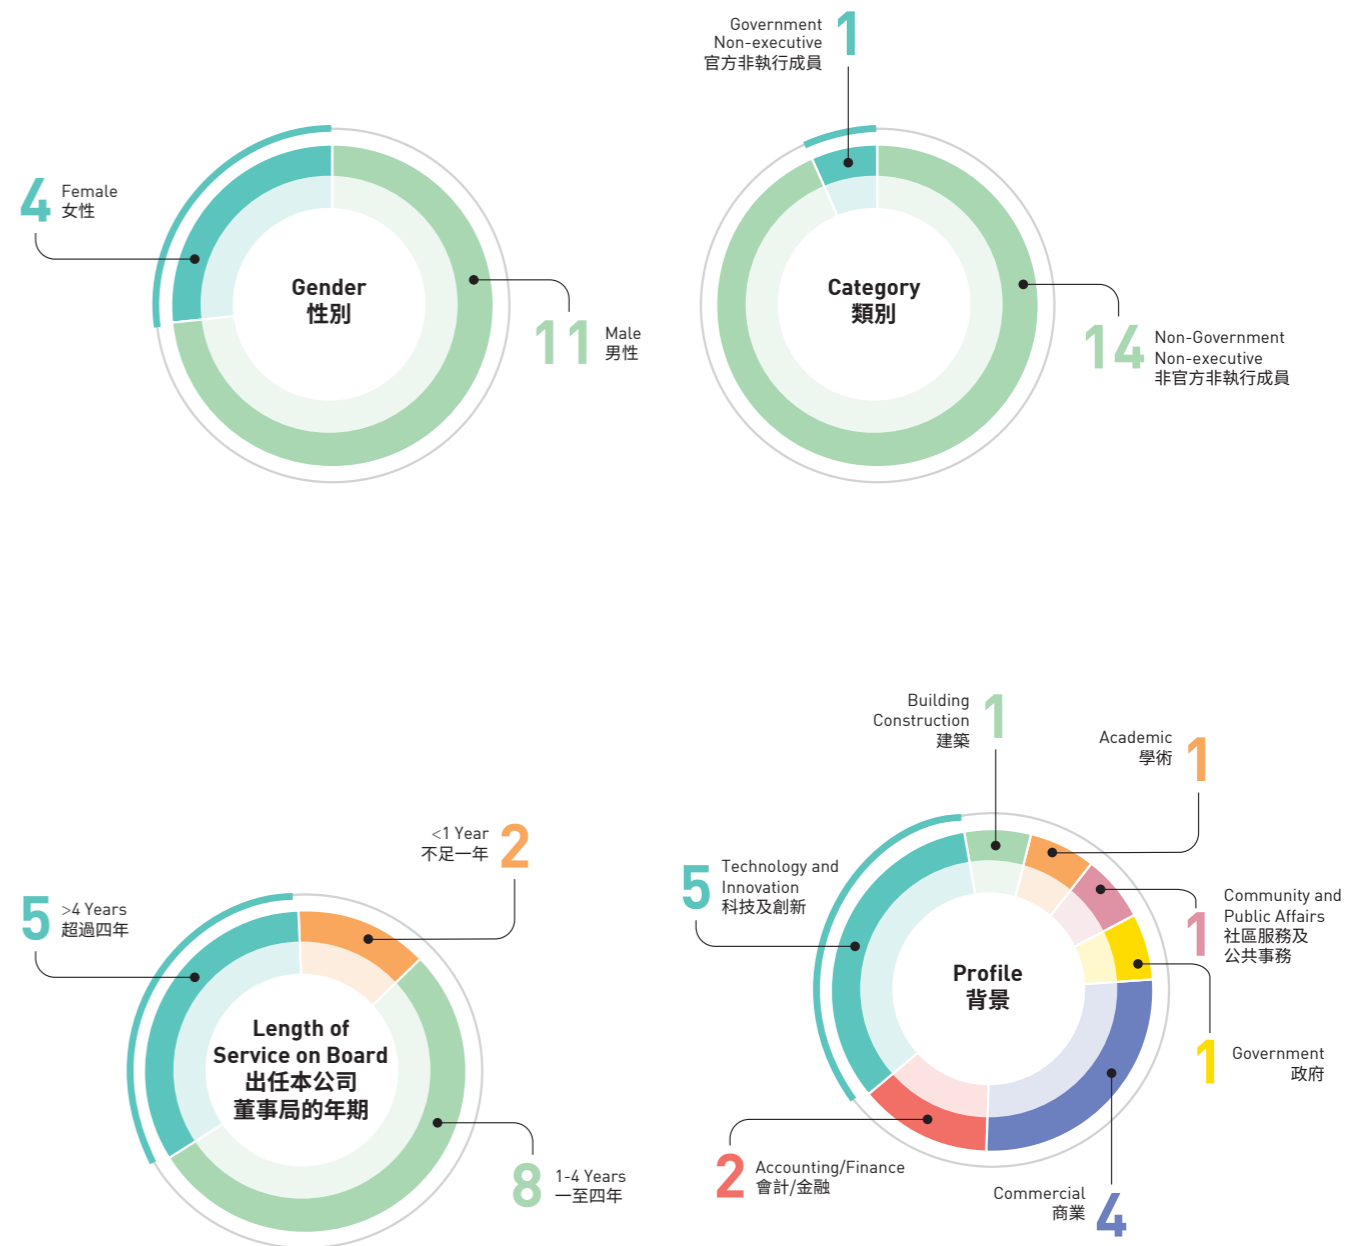 4
Female
女性
Gender
性別
11
Male
男性
Government
Non-executive
官方非執行成員
1
Category
類別
14
Non-Government
Non-executive
非官方非執行成員
<1 Year
不足一年
2
5
>4 Years
超過四年
Length of
Service on Board
出任本公司
董事局的年期
8
1-4 Years
一至四年
Building
Construction
建築
1
Academic
學術
1
5
Technology and
Innovation
科技及創新
1
Community and
Public Affairs
社區服務及
公共事務
Profile
背景
1
Government
政府
2
Accounting/Finance
會計/金融
Commercial
商業
4